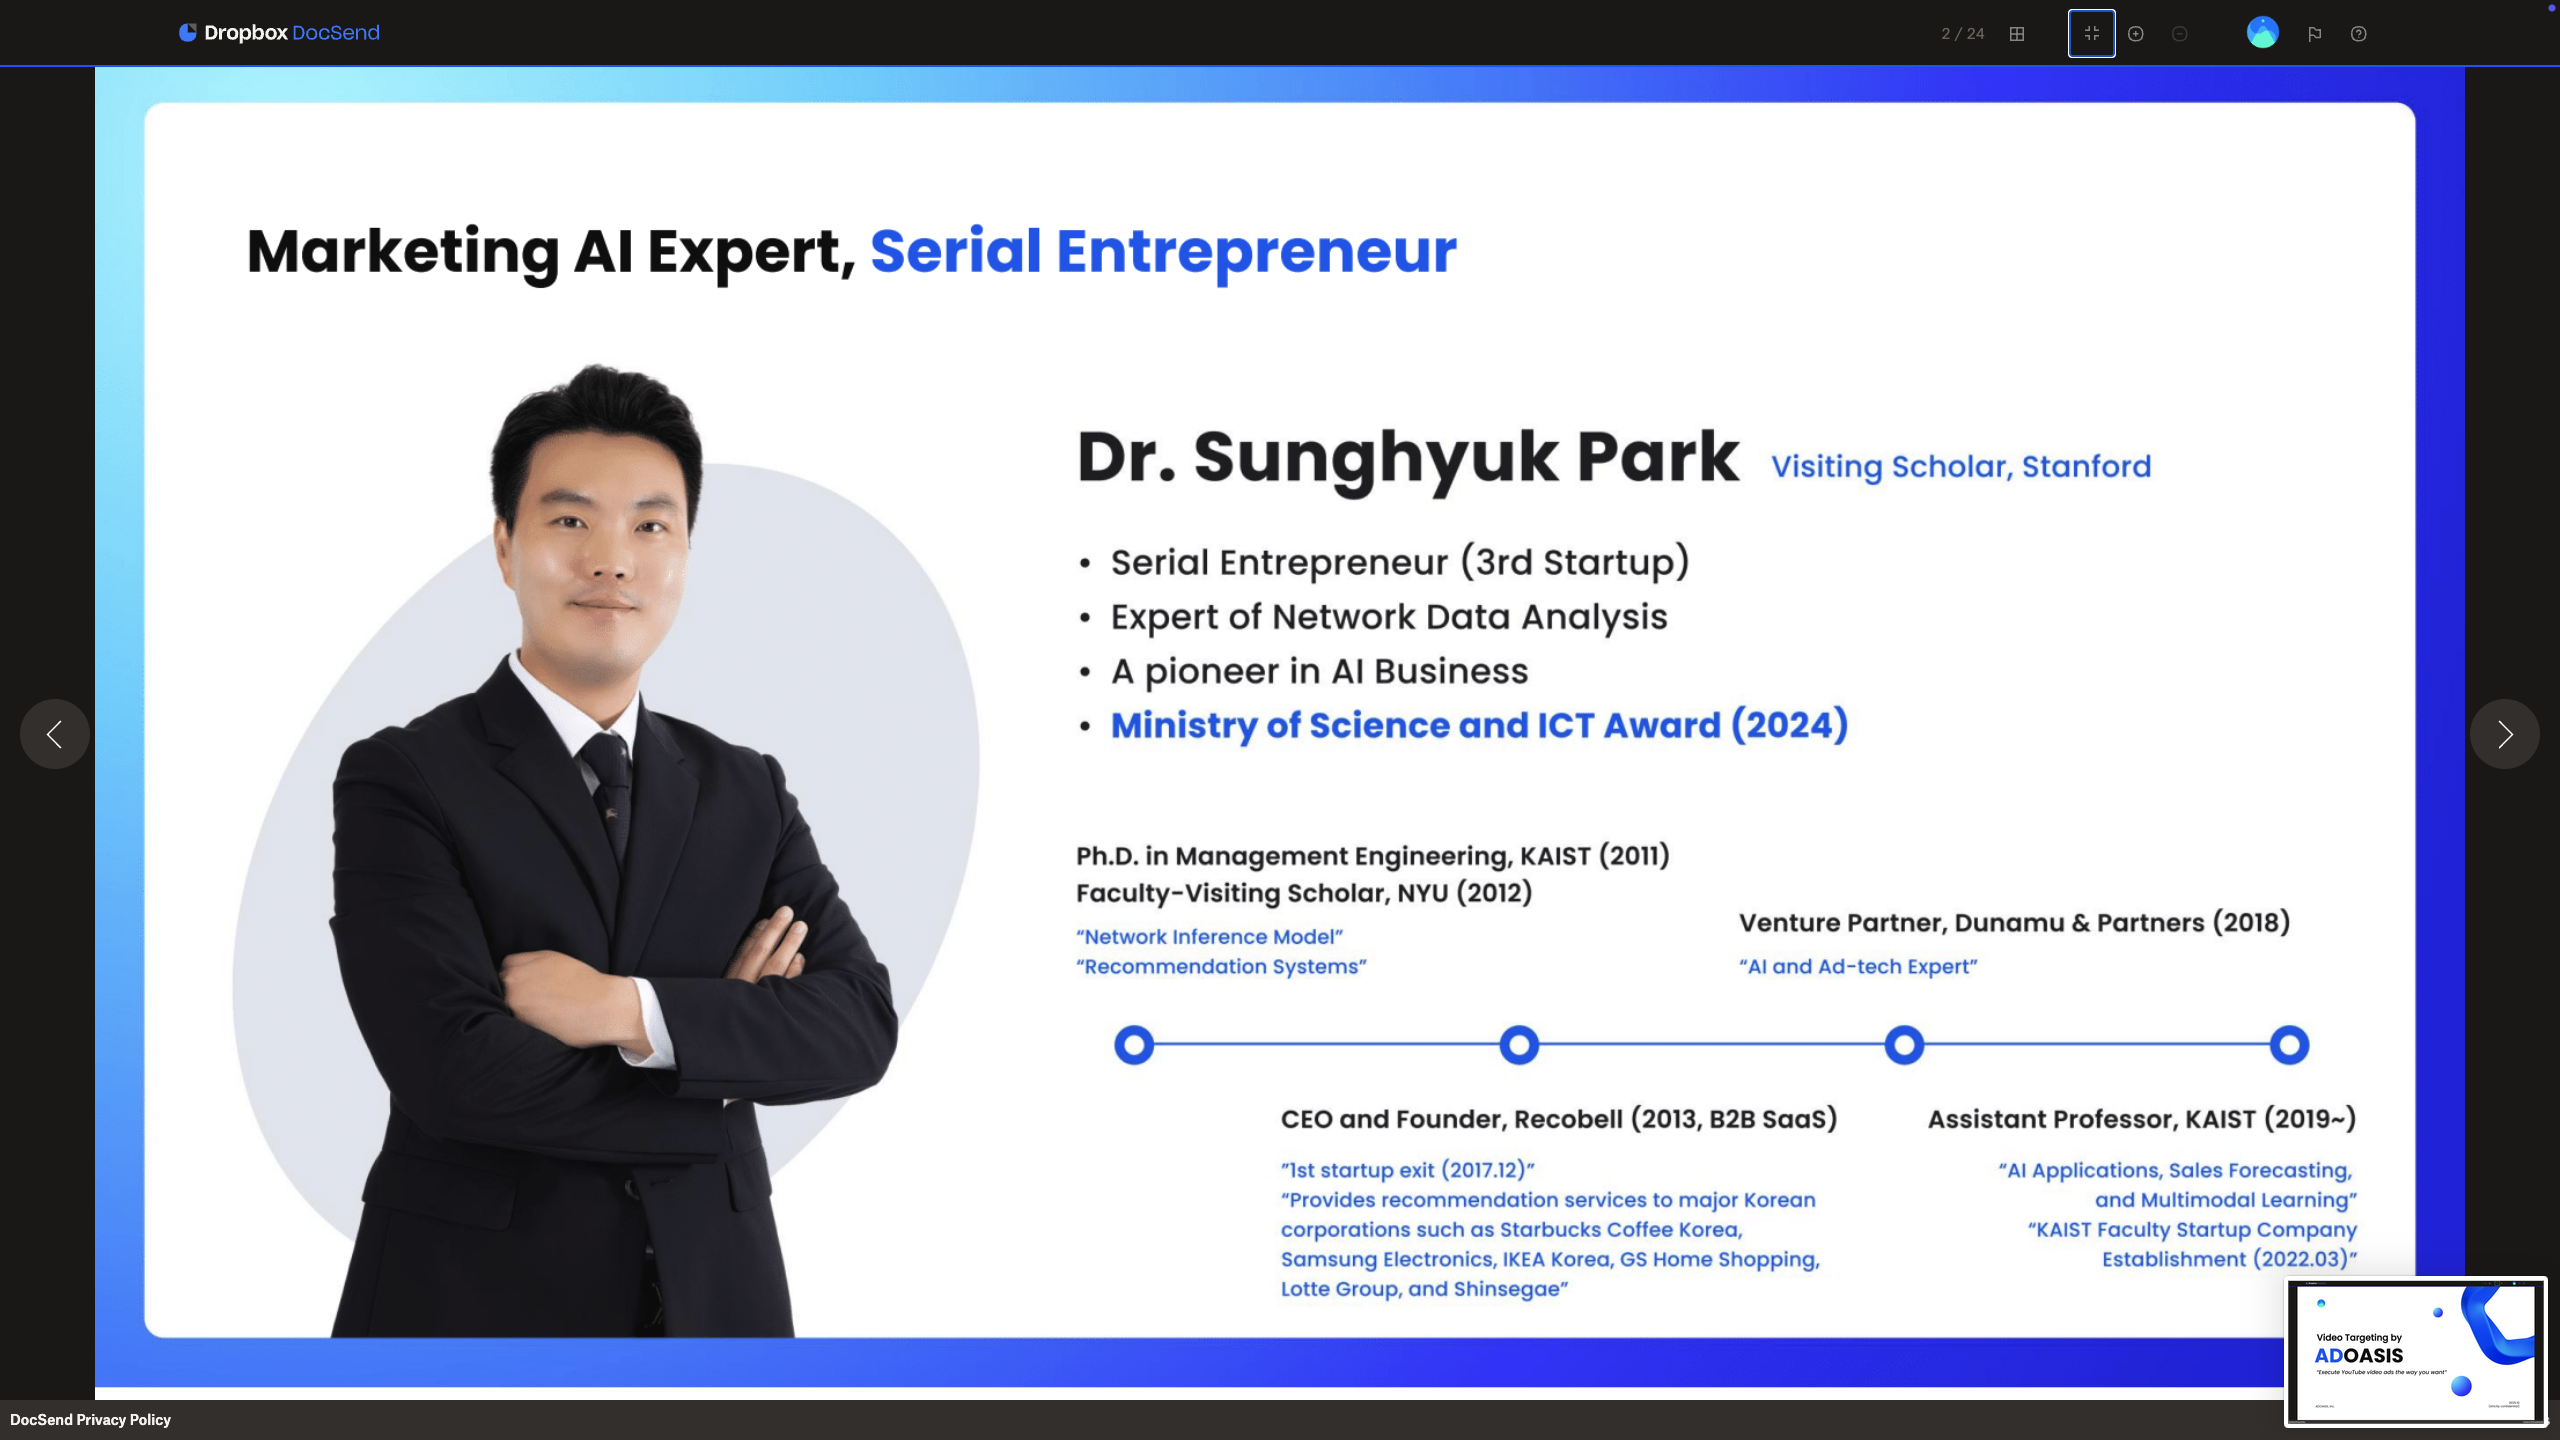 Dropbox DocSend
2 / 24
Marketing AI Expert, Serial Entrepreneur
Dr. Sunghyuk Park Visiting Scholar, Stanford
• Serial Entrepreneur (3rd Startup)
• Expert of Network Data Analysis
• A pioneer in AI Business
• Ministry of Science and ICT Award (2024)
Ph.D. in Management Engineering, KAIST (2011)
Faculty-Visiting Scholar, NYU (2012)
“Network Inference Model”
“Recommendation Systems”
Venture Partner, Dunamu & Partners (2018)
“AI and Ad-tech Expert”
CEO and Founder, Recobell (2013, B2B SaaS)
”1st startup exit (2017.12)”
“Provides recommendation services to major Korean
corporations such as Starbucks Coffee Korea,
Samsung Electronics, IKEA Korea, GS Home Shopping,
Lotte Group, and Shinsegae”
Assistant Professor, KAIST (2019~)
“AI Applications, Sales Forecasting,
and Multimodal Learning”
“KAIST Faculty Startup Company
Establishment (2022.03)”
Video Targeting by
ADOASIS
"Execute YouTube video ads the way you want"
DocSend Privacy Policy